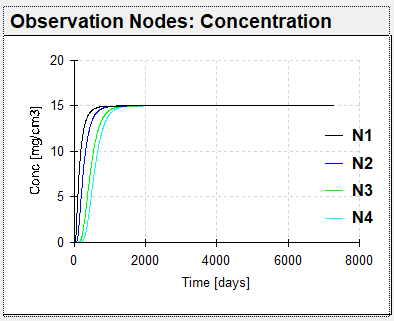 Observation Nodes: Concentration
20
15
10
5
0
Conc [mg/cm3]
N1
N2
N3
N4
0 2000 4000 6000 8000
Time [days]